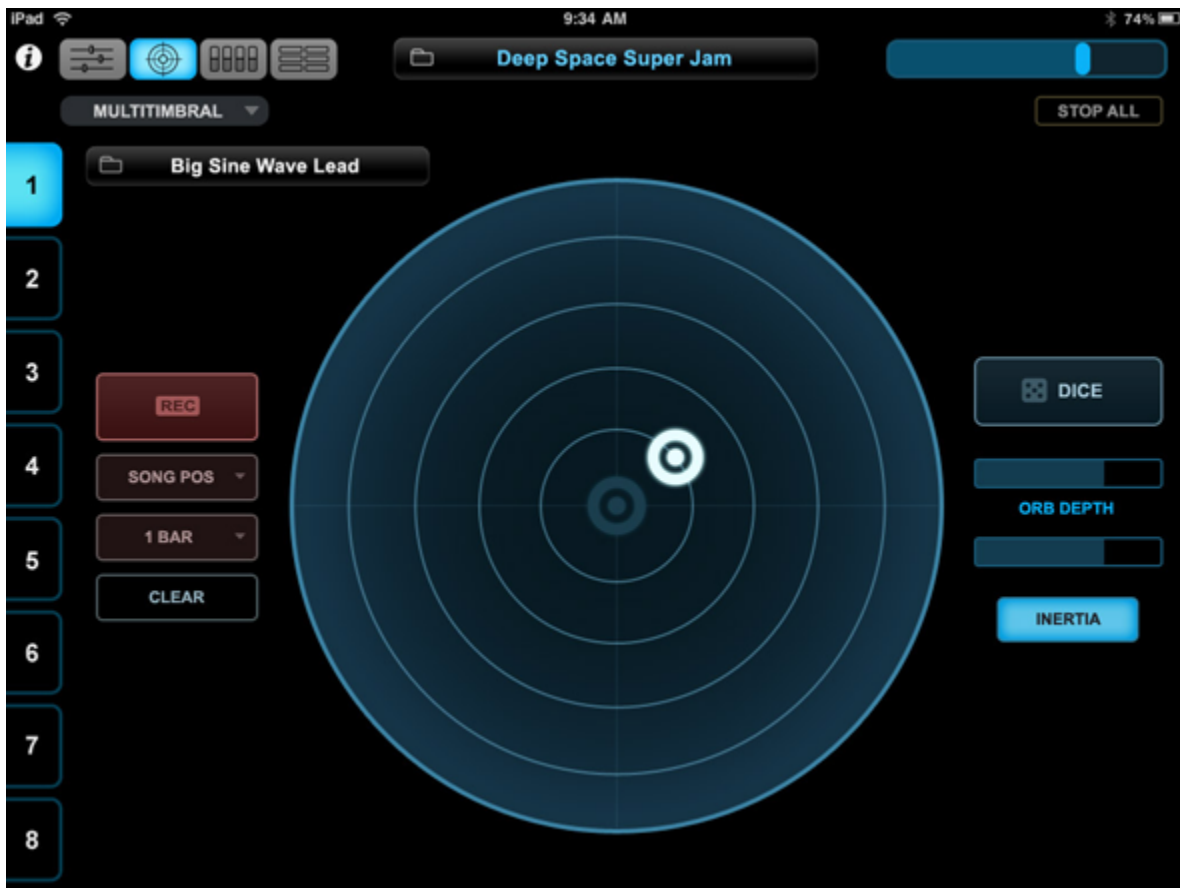 iPad 9:34 AM 74%
i Deep Space Super Jam
MULTITIMBRAL STOP ALL
1 Big Sine Wave Lead
2
3
REC DICE
4
SONG POS
ORB DEPTH
1 BAR
5
CLEAR
INERTIA
6
7
8